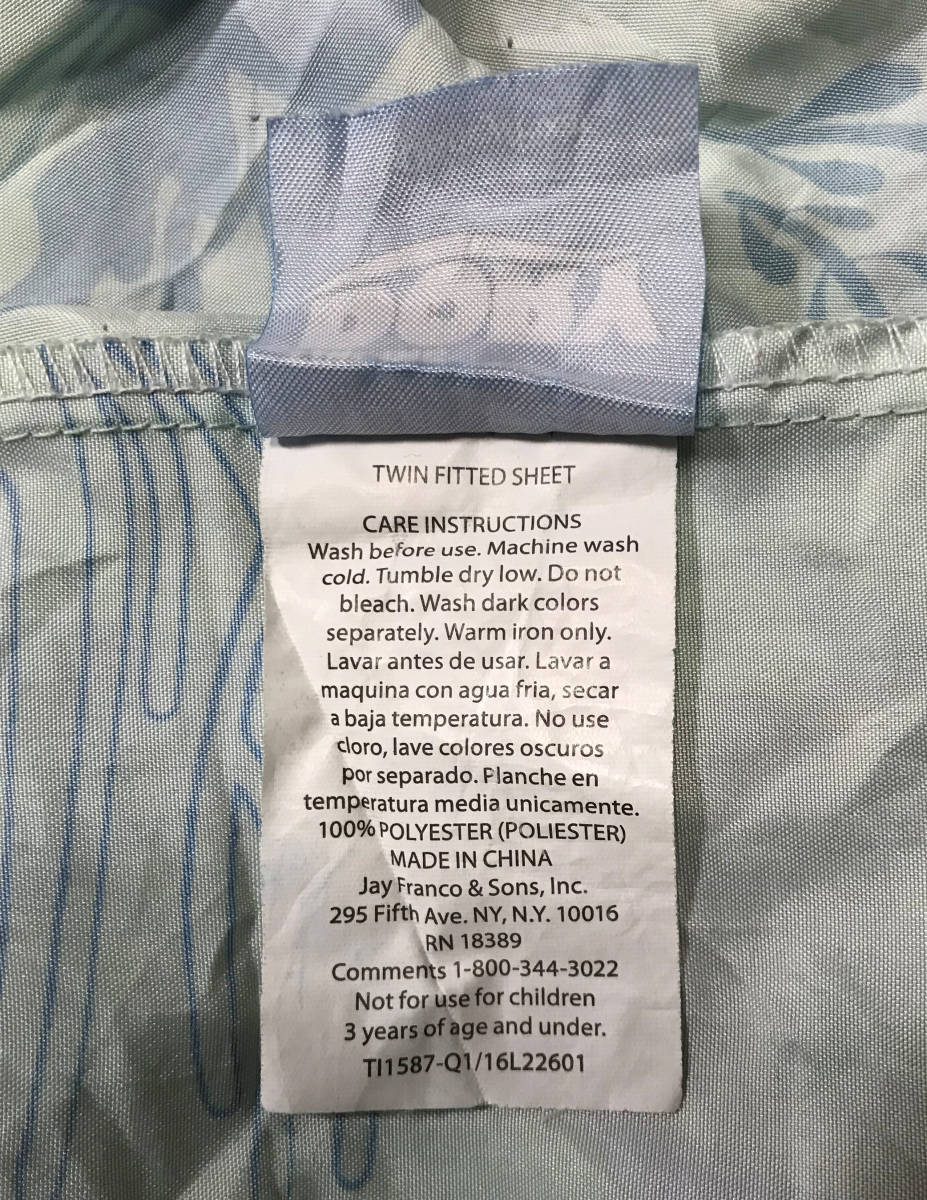 TWIN FITTED SHEET
CARE INSTRUCTIONS
Wash before use. Machine wash
cold. Tumble dry low. Do not
bleach. Wash dark colors
separately. Warm iron only.
Lavar antes de usar. Lavar a
maquina con agua fria, secar
a baja temperatura. No use
cloro, lave colores oscuros
por separado. Planche en
temperatura media unicamente.
100% POLYESTER (POLIESTER)
MADE IN CHINA
Jay Franco & Sons, Inc.
295 Fifth Ave. NY, N.Y. 10016
RN 18389
Comments 1-800-344-3022
Not for use for children
3 years of age and under.
TI1587-Q1/16L22601